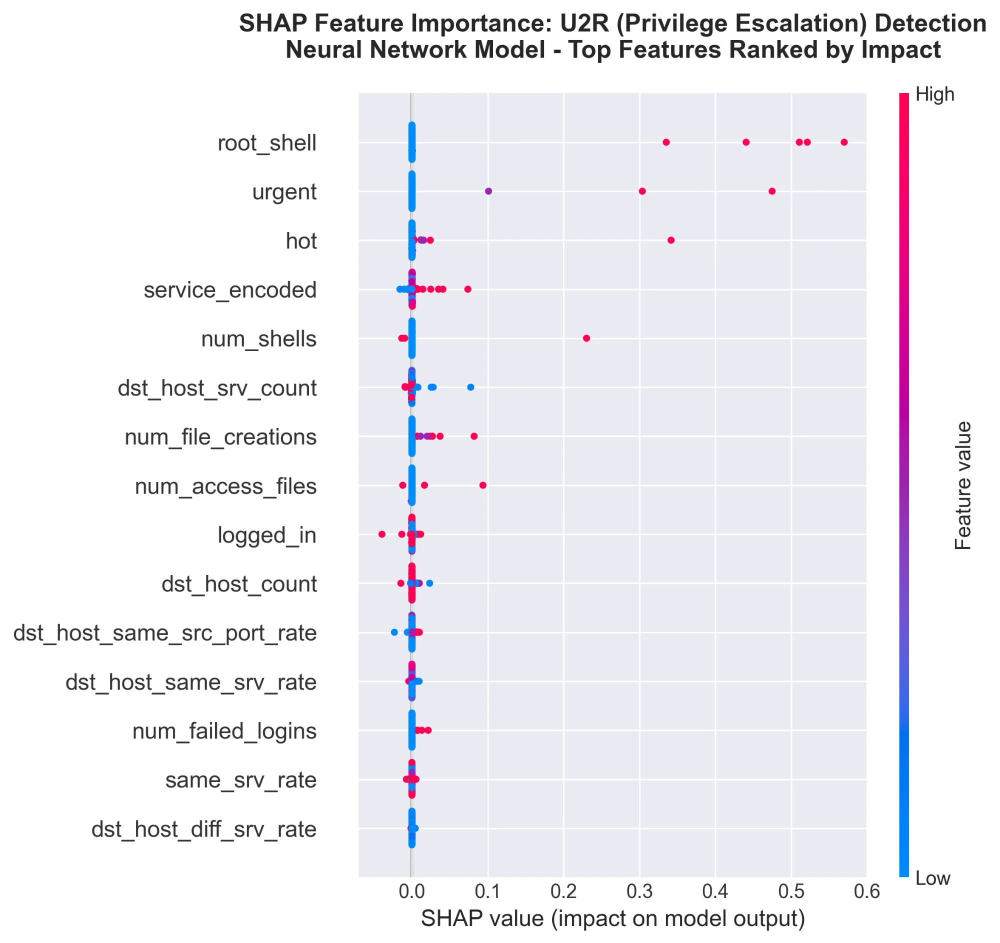 SHAP Feature Importance: U2R (Privilege Escalation) Detection
Neural Network Model - Top Features Ranked by Impact
High
root_shell
urgent
hot
service_encoded
num_shells
dst_host_srv_count
num_file_creations
num_access_files
logged_in
dst_host_count
dst_host_same_src_port_rate
dst_host_same_srv_rate
num_failed_logins
same_srv_rate
dst_host_diff_srv_rate
Feature value
Low
0.0 0.1 0.2 0.3 0.4 0.5 0.6
SHAP value (impact on model output)